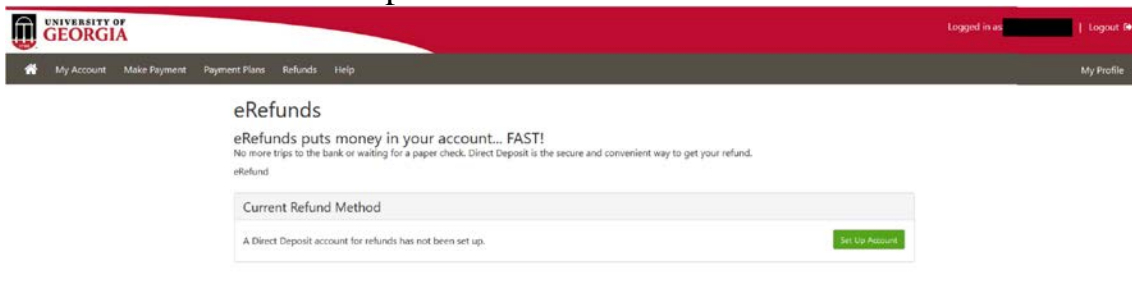 UNIVERSITY OF
GEORGIA
Logged in as
| Logout
My Account Make Payment Payment Plans Refunds Help My Profile
eRefunds
eRefunds puts money in your account... FAST!
No more trips to the bank or waiting for a paper check. Direct Deposit is the secure and convenient way to get your refund.
eRefund
Current Refund Method
A Direct Deposit account for refunds has not been set up.
Set Up Account